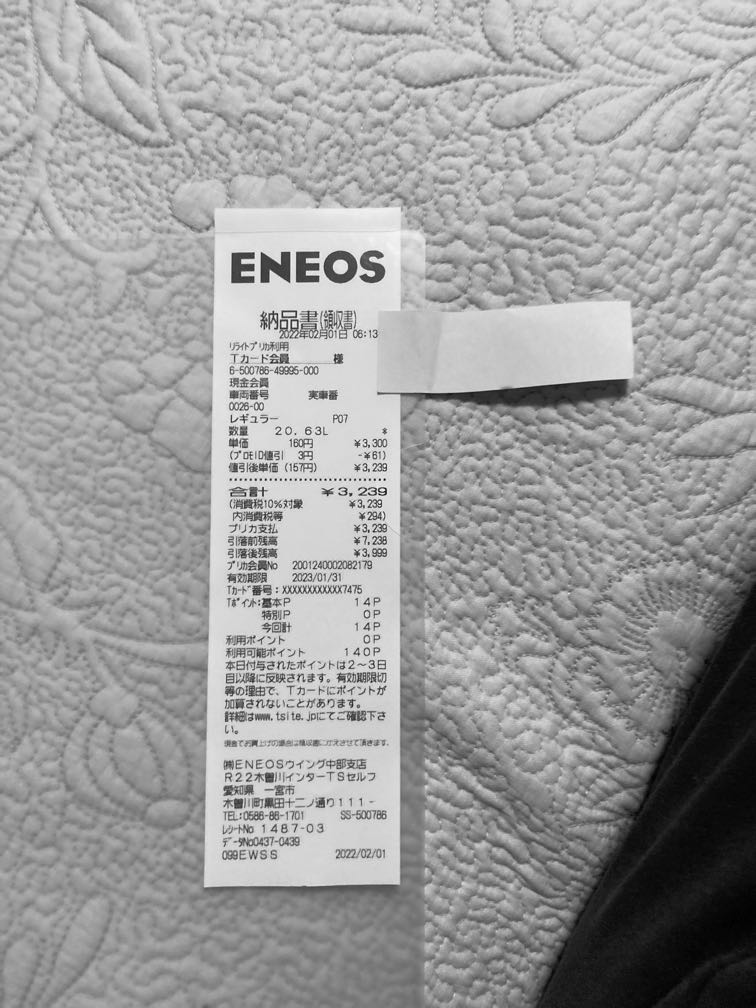 ENEOS
納品書(領収書)
2022年02月01日 06:13
リライトプリカ利用
Tカード会員 様
6-500786-49995-000
現金会員
車両番号 実車番
0026-00
レギュラー P07
数量 20.63L *
単価 160円 ¥3,300
(プロモID値引 3円 -¥61)
値引後単価 (157円) ¥3,239
合計 ¥3,239
(消費税10%対象 ¥3,239
内消費税等 ¥294)
プリカ支払 ¥3,239
引落前残高 ¥7,238
引落後残高 ¥3,999
プリカ会員No 2001240002082179
有効期限 2023/01/31
Tカード番号:XXXXXXXXXXXX7475
Tポイント:基本P 14P
特別P 0P
今回計 14P
利用ポイント 0P
利用可能ポイント 140P
本日付与されたポイントは2~3日
目以降に反映されます。有効期限切
等の理由で、Tカードにポイントが
加算されないことがあります。
詳細はwww.tsite.jpにてご確認下さ
い。
現金でお買上げの場合は領収書にかえさせて頂きます。
㈱ENEOSウイング中部支店
R22木曽川インターTSセルフ
愛知県 一宮市
木曽川町黒田十二ノ通り111-
TEL:0586-86-1701 SS-500786
レシートNo 1487-03
データNo0437-0439
099EWSS 2022/02/01